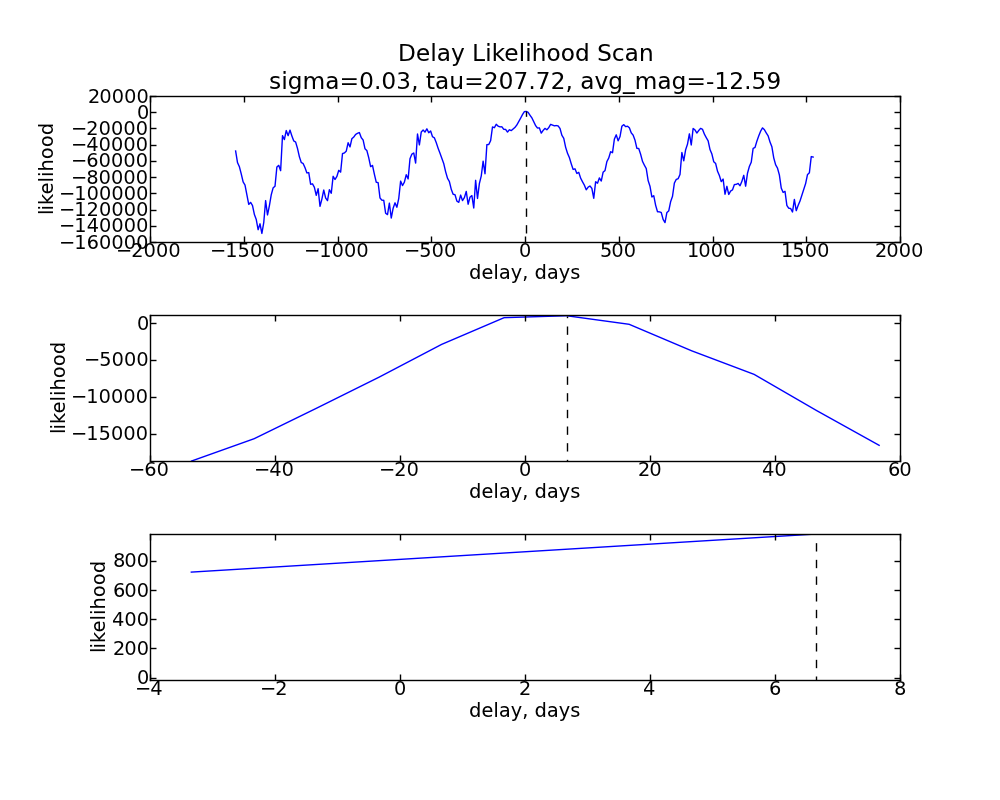 Delay Likelihood Scan
sigma=0.03, tau=207.72, avg_mag=-12.59
20000
0
−20000
−40000
−60000
−80000
−100000
−120000
−140000
−160000
likelihood
−2000 −1500 −1000 −500 0 500 1000 1500 2000
delay, days
0
−5000
−10000
−15000
likelihood
−60 −40 −20 0 20 40 60
delay, days
800
600
400
200
0
likelihood
−4 −2 0 2 4 6 8
delay, days